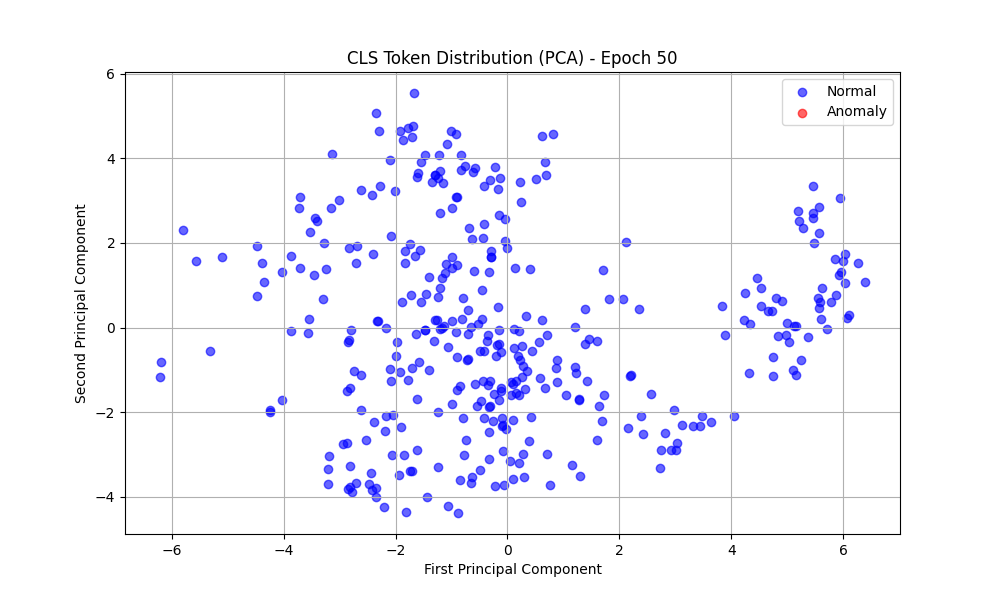 CLS Token Distribution (PCA) - Epoch 50
Normal
Anomaly
6
4
2
0
−2
−4
Second Principal Component
−6 −4 −2 0 2 4 6
First Principal Component